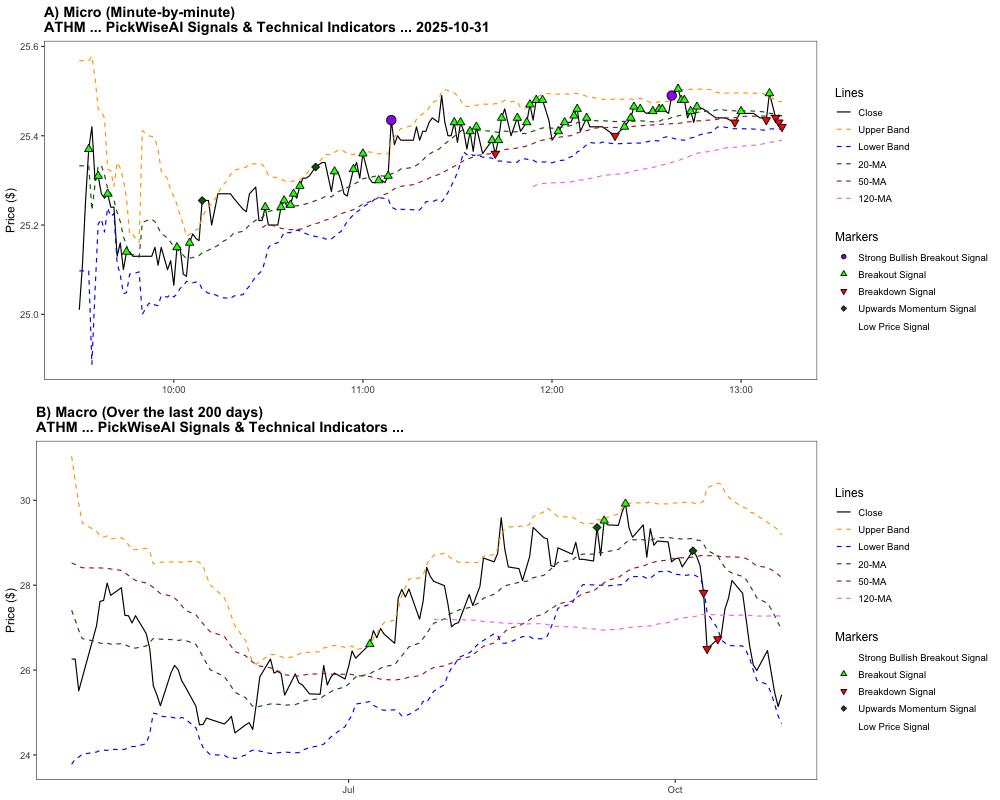 A) Micro (Minute-by-minute)
ATHM ... PickWiseAI Signals & Technical Indicators ... 2025-10-31
25.6
25.4
25.2
25.0
Price ($)
10:00
11:00
12:00
13:00
Lines
Close
Upper Band
Lower Band
20-MA
50-MA
120-MA
Markers
Strong Bullish Breakout Signal
Breakout Signal
Breakdown Signal
Upwards Momentum Signal
Low Price Signal
B) Macro (Over the last 200 days)
ATHM ... PickWiseAI Signals & Technical Indicators ...
30
28
26
24
Price ($)
Jul
Oct
Lines
Close
Upper Band
Lower Band
20-MA
50-MA
120-MA
Markers
Strong Bullish Breakout Signal
Breakout Signal
Breakdown Signal
Upwards Momentum Signal
Low Price Signal